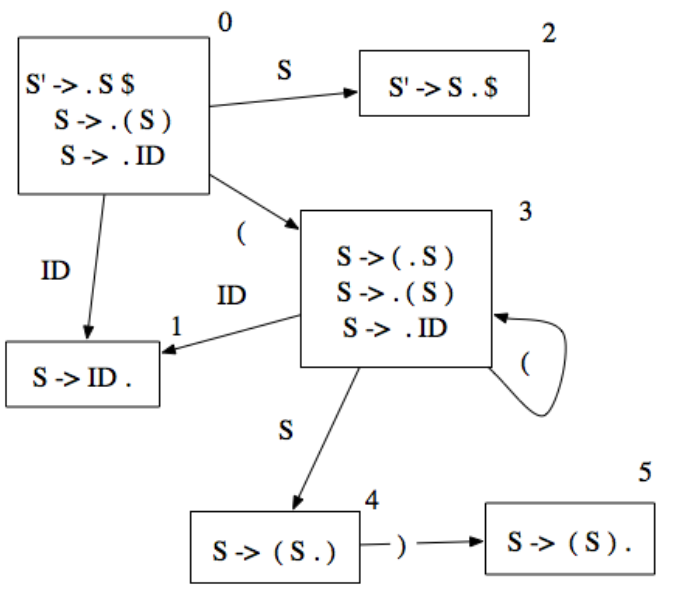 0
S' -> . S $
S -> . ( S )
S -> . ID
S
2
S' -> S . $
(
3
S -> ( . S )
S -> . ( S )
S -> . ID
(
ID
ID
1
S -> ID .
S
4
S -> ( S . )
)
5
S -> ( S ) .